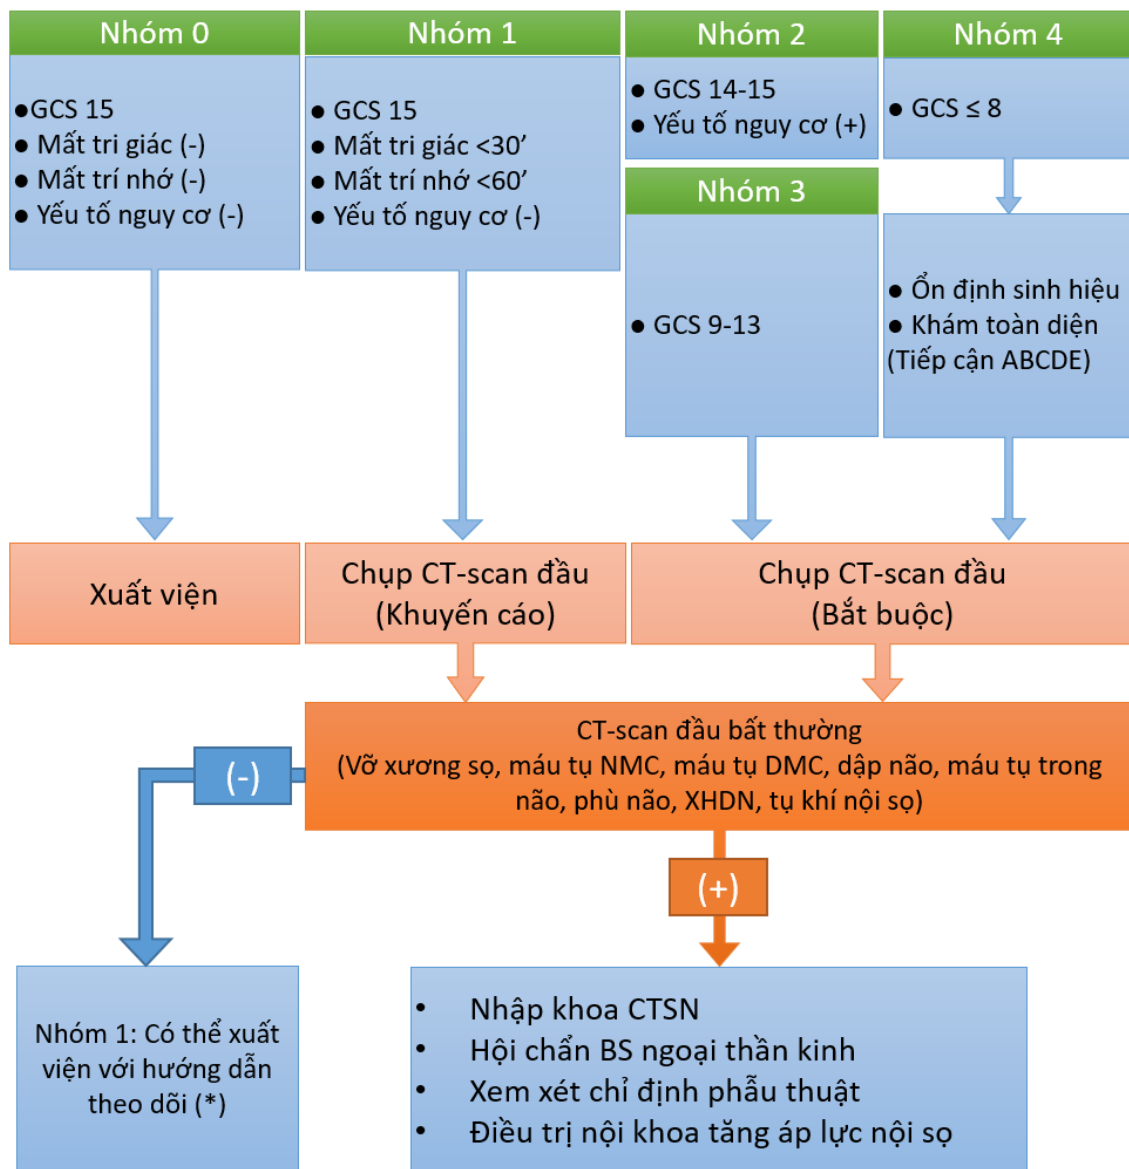 Nhóm 0
●GCS 15
● Mất tri giác (-)
● Mất trí nhớ (-)
● Yếu tố nguy cơ (-)
Nhóm 1
● GCS 15
● Mất tri giác <30’
● Mất trí nhớ <60’
● Yếu tố nguy cơ (-)
Nhóm 2
● GCS 14-15
● Yếu tố nguy cơ (+)
Nhóm 3
● GCS 9-13
Nhóm 4
● GCS ≤ 8
● Ổn định sinh hiệu
● Khám toàn diện
(Tiếp cận ABCDE)
Xuất viện
Chụp CT-scan đầu
(Khuyến cáo)
Chụp CT-scan đầu
(Bắt buộc)
CT-scan đầu bất thường
(Vỡ xương sọ, máu tụ NMC, máu tụ DMC, dập não, máu tụ trong
não, phù não, XHDN, tụ khí nội sọ)
(-)
(+)
Nhóm 1: Có thể xuất
viện với hướng dẫn
theo dõi (*)
• Nhập khoa CTSN
• Hội chẩn BS ngoại thần kinh
• Xem xét chỉ định phẫu thuật
• Điều trị nội khoa tăng áp lực nội sọ